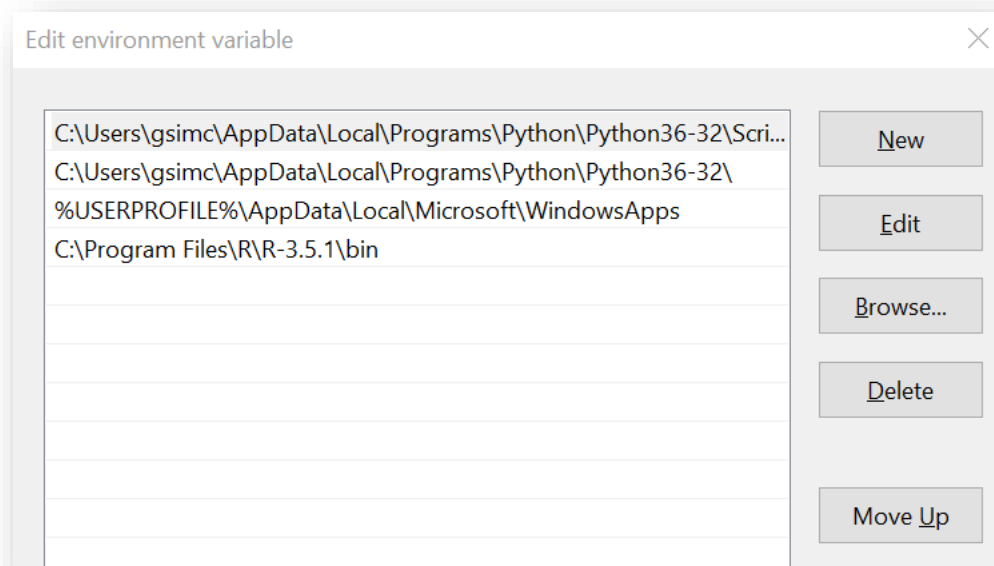 Edit environment variable
C:\Users\gsimc\AppData\Local\Programs\Python\Python36-32\Scri...
New
C:\Users\gsimc\AppData\Local\Programs\Python\Python36-32\
%USERPROFILE%\AppData\Local\Microsoft\WindowsApps
Edit
C:\Program Files\R\R-3.5.1\bin
Browse...
Delete
Move Up